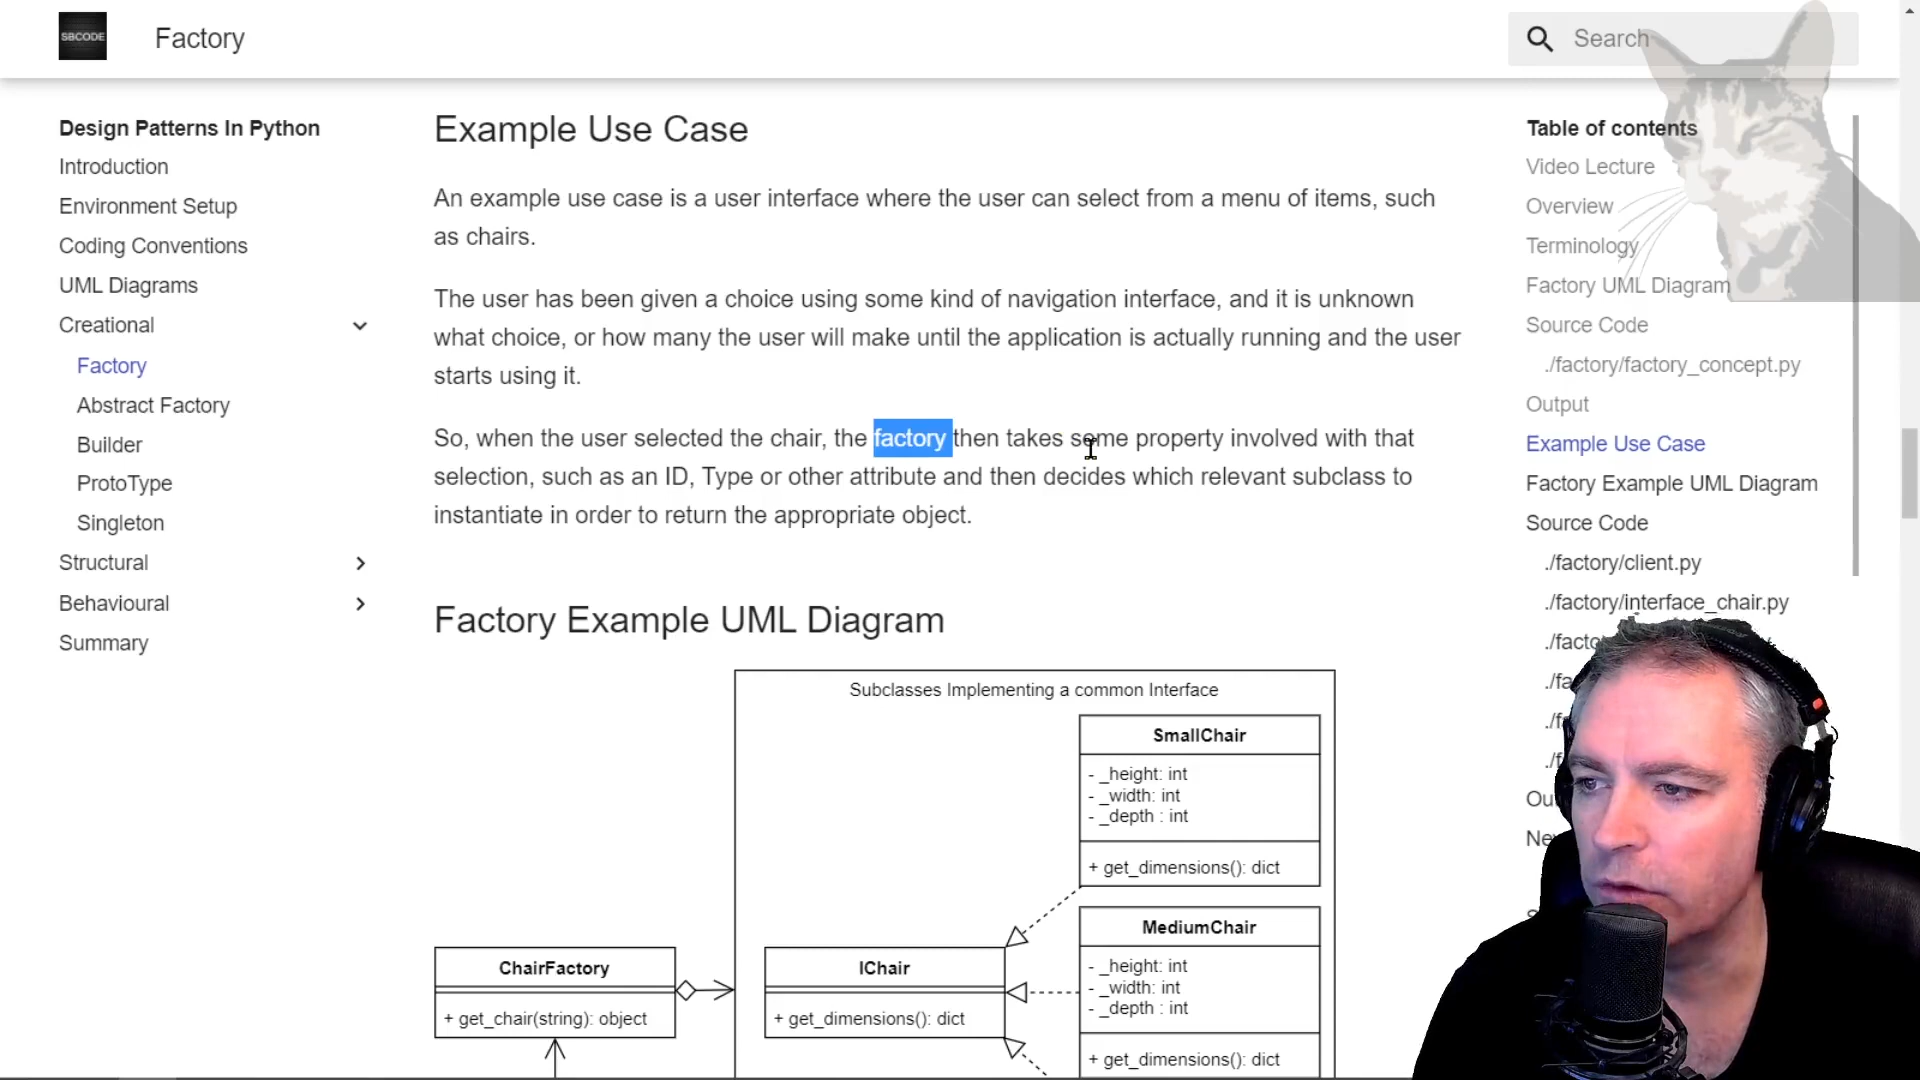 SBCODE
Factory
Search
Design Patterns In Python
Introduction
Environment Setup
Coding Conventions
UML Diagrams
Creational
Factory
Abstract Factory
Builder
ProtoType
Singleton
Structural
Behavioural
Summary
Example Use Case
An example use case is a user interface where the user can select from a menu of items, such
as chairs.
The user has been given a choice using some kind of navigation interface, and it is unknown
what choice, or how many the user will make until the application is actually running and the user
starts using it.
So, when the user selected the chair, the factory then takes some property involved with that
selection, such as an ID, Type or other attribute and then decides which relevant subclass to
instantiate in order to return the appropriate object.
Factory Example UML Diagram
Subclasses Implementing a common Interface
SmallChair
- _height: int
- _width: int
- _depth : int
+ get_dimensions(): dict
MediumChair
- _height: int
- _width: int
- _depth : int
+ get_dimensions(): dict
ChairFactory
+ get_chair(string): object
IChair
+ get_dimensions(): dict
Table of contents
Video Lecture
Overview
Terminology
Factory UML Diagram
Source Code
./factory/factory_concept.py
Output
Example Use Case
Factory Example UML Diagram
Source Code
./factory/client.py
./factory/interface_chair.py